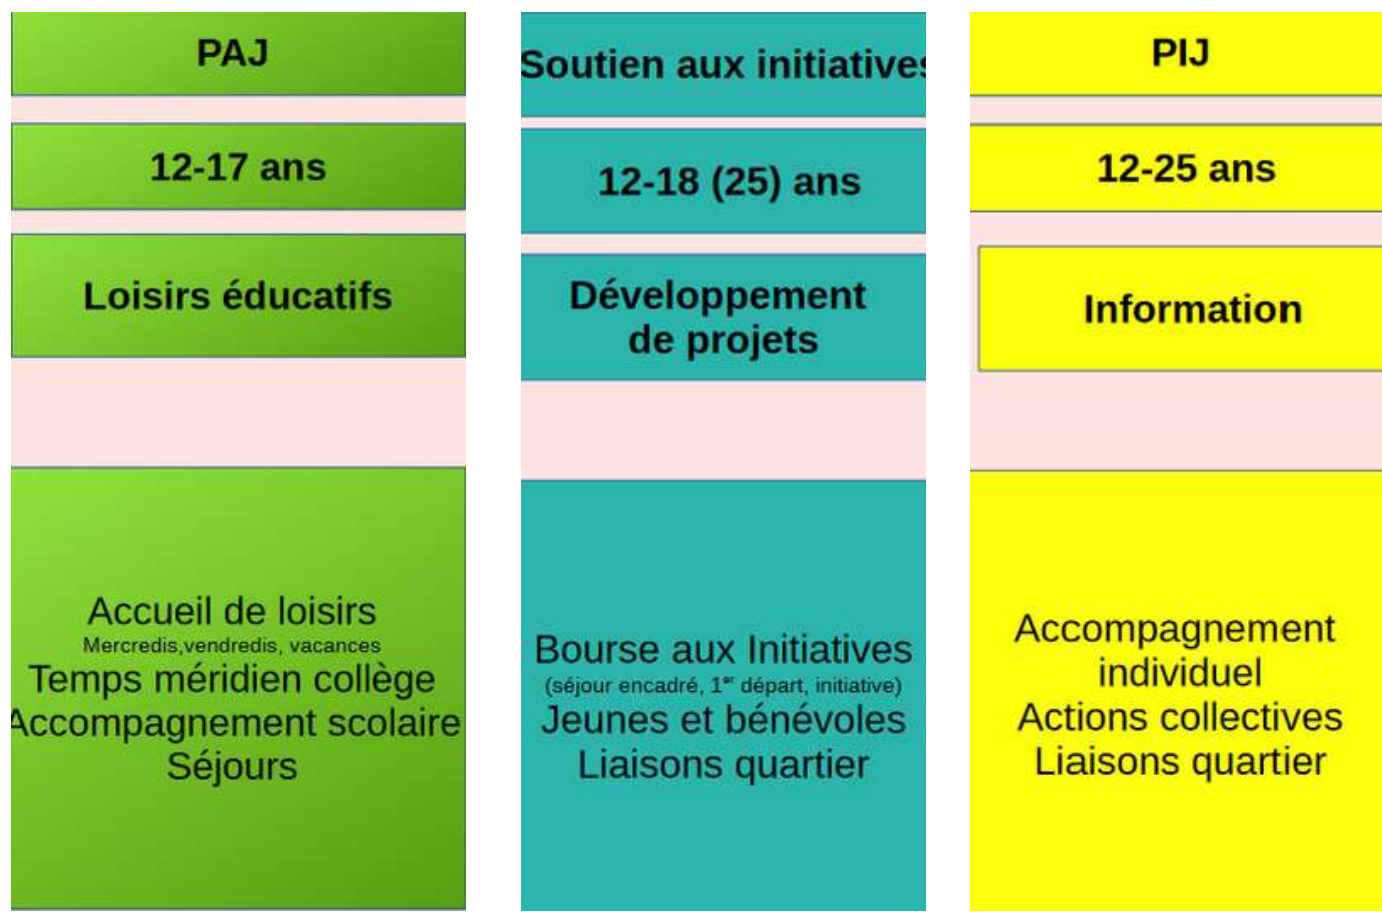 PAJ
12-17 ans
Loisirs éducatifs
Accueil de loisirs
Mercredis,vendredis, vacances
Temps méridien collège
Accompagnement scolaire
Séjours
Soutien aux initiatives
12-18 (25) ans
Développement
de projets
Bourse aux Initiatives
(séjour encadré, 1er départ, initiative)
Jeunes et bénévoles
Liaisons quartier
PIJ
12-25 ans
Information
Accompagnement
individuel
Actions collectives
Liaisons quartier